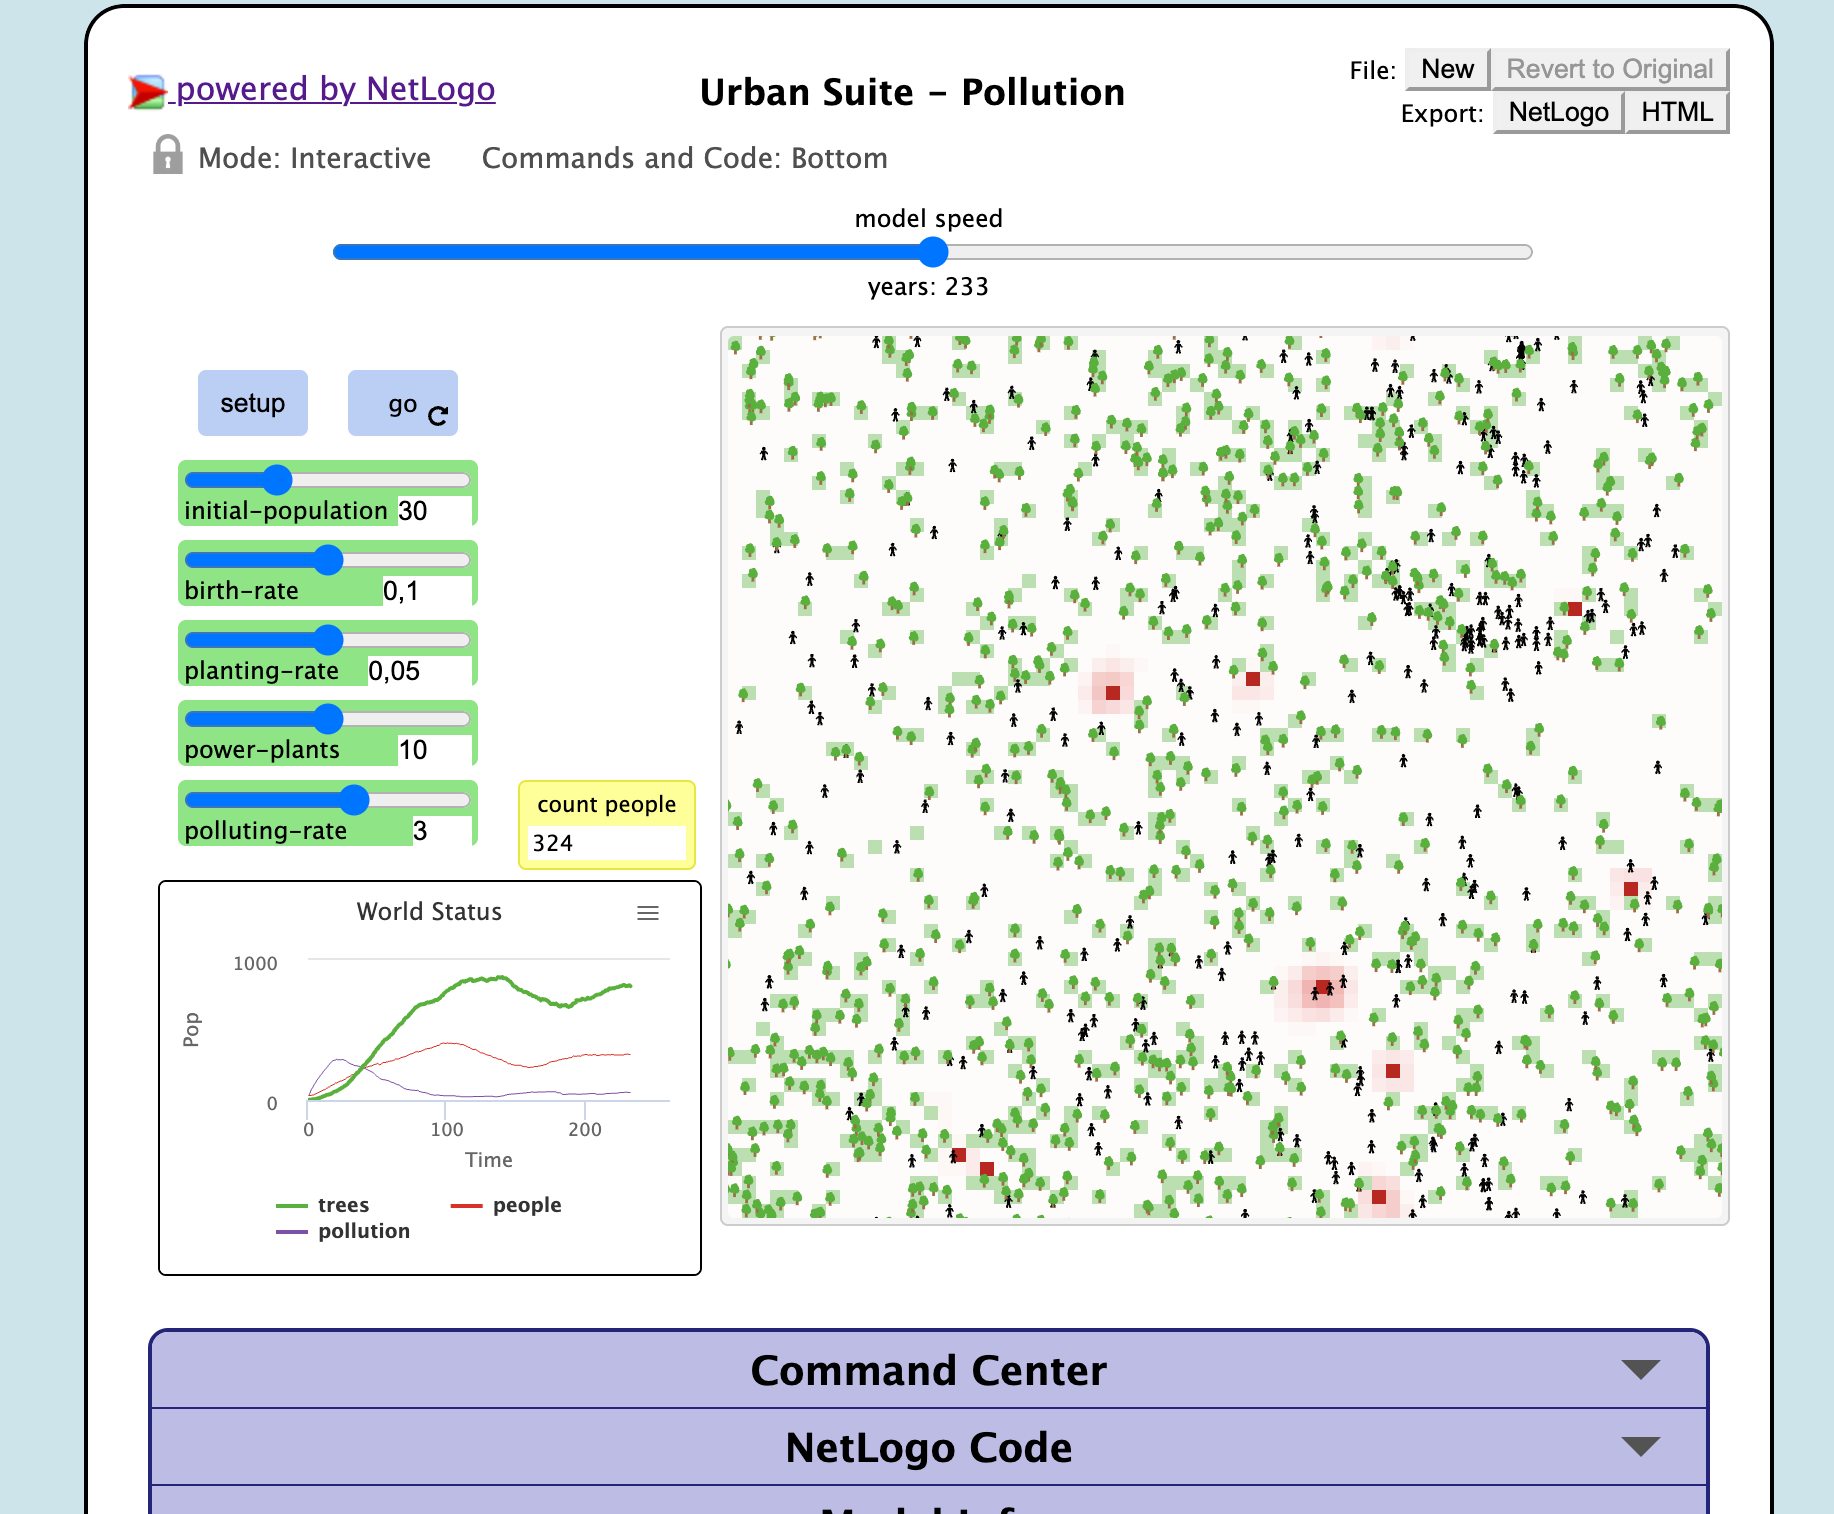 powered by NetLogo
Urban Suite - Pollution
File: New Revert to Original
Export: NetLogo HTML
Mode: Interactive Commands and Code: Bottom
model speed
years: 233
setup
go
initial-population 30
birth-rate 0,1
planting-rate 0,05
power-plants 10
polluting-rate 3
count people
324
World Status
1000
Pop
0
0 100 200
Time
trees people
pollution
Command Center
NetLogo Code